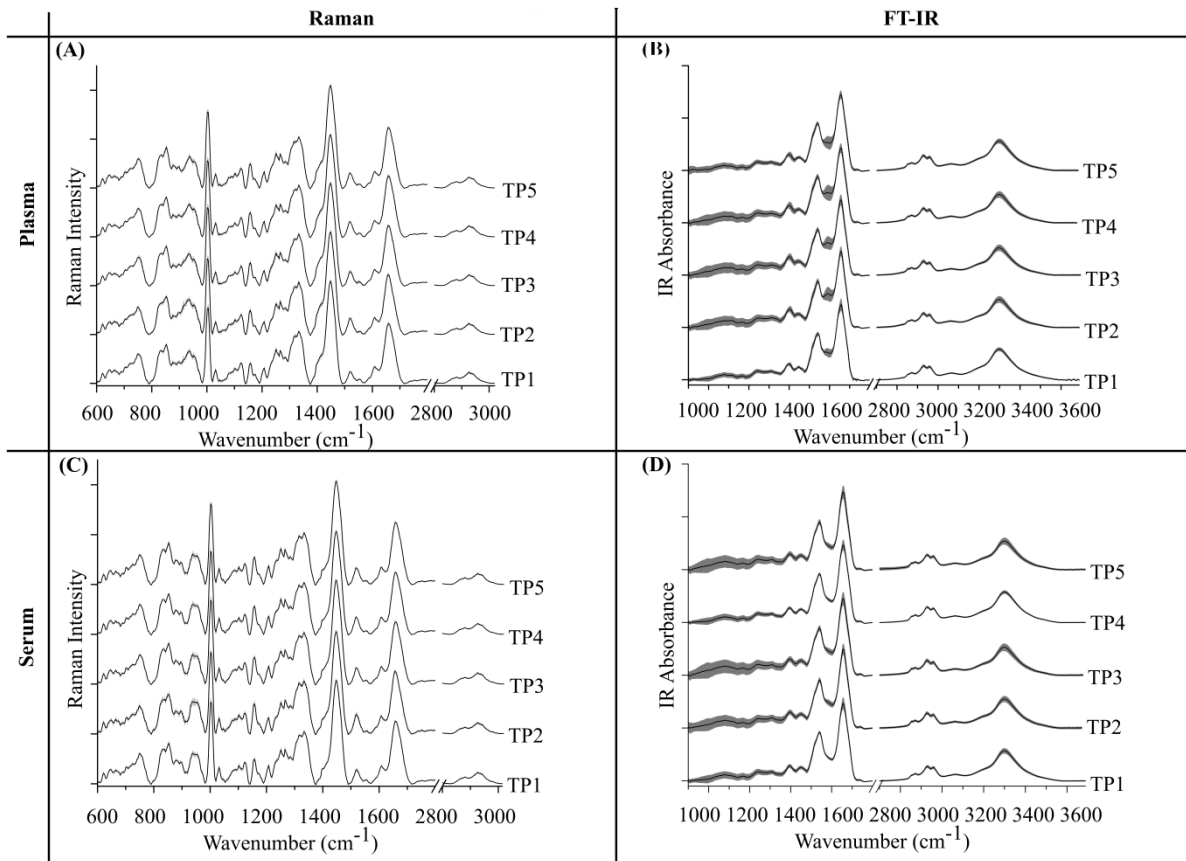 Raman
FT-IR
Plasma
Serum
(A)
Raman Intensity
TP5
TP4
TP3
TP2
TP1
600 800 1000 1200 1400 1600 2800 3000
Wavenumber (cm-1)
(B)
IR Absorbance
TP5
TP4
TP3
TP2
TP1
1000 1200 1400 1600 2800 3000 3200 3400 3600
Wavenumber (cm-1)
(C)
Raman Intensity
TP5
TP4
TP3
TP2
TP1
600 800 1000 1200 1400 1600 2800 3000
Wavenumber (cm-1)
(D)
IR Absorbance
TP5
TP4
TP3
TP2
TP1
1000 1200 1400 1600 2800 3000 3200 3400 3600
Wavenumber (cm-1)